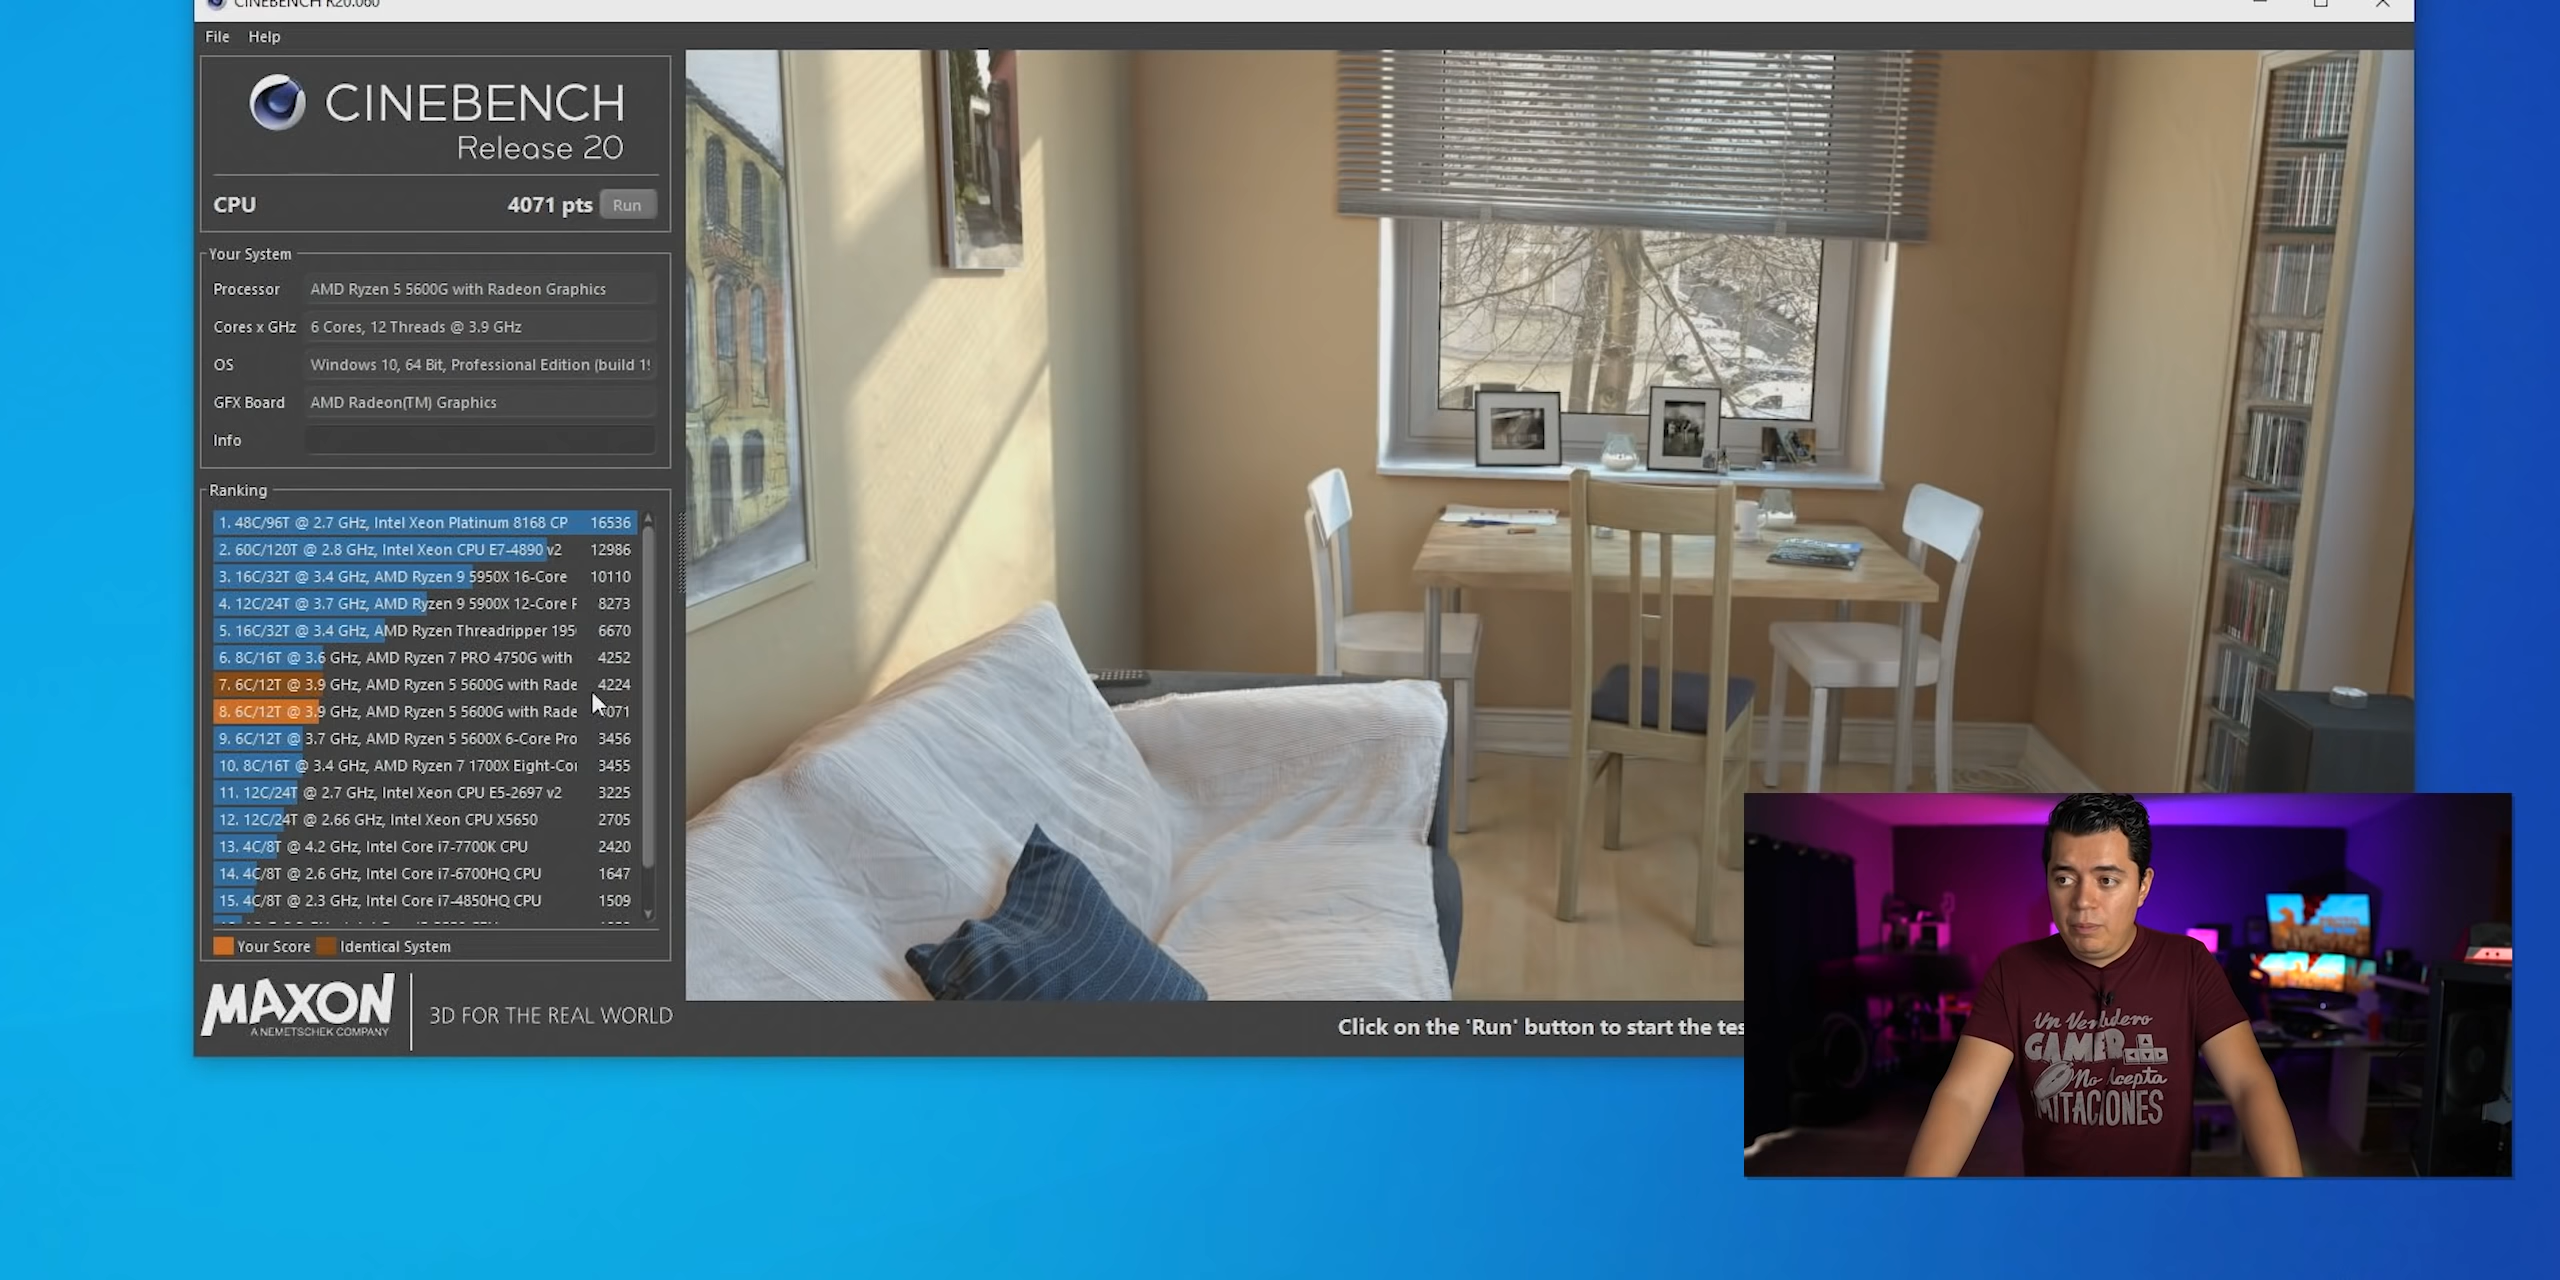 CINEBENCH R20.060
File Help
CINEBENCH
Release 20
CPU 4071 pts Run
Your System
Processor AMD Ryzen 5 5600G with Radeon Graphics
Cores x GHz 6 Cores, 12 Threads @ 3.9 GHz
OS Windows 10, 64 Bit, Professional Edition (build 1
GFX Board AMD Radeon(TM) Graphics
Info
Ranking
1. 48C/96T @ 2.7 GHz, Intel Xeon Platinum 8168 CP 16536
2. 60C/120T @ 2.8 GHz, Intel Xeon CPU E7-4890 v2 12986
3. 16C/32T @ 3.4 GHz, AMD Ryzen 9 5950X 16-Core 10110
4. 12C/24T @ 3.7 GHz, AMD Ryzen 9 5900X 12-Core 8273
5. 16C/32T @ 3.4 GHz, AMD Ryzen Threadripper 195 6670
6. 8C/16T @ 3.6 GHz, AMD Ryzen 7 PRO 4750G with 4252
7. 6C/12T @ 3.9 GHz, AMD Ryzen 5 5600G with Rade 4224
8. 6C/12T @ 3.9 GHz, AMD Ryzen 5 5600G with Rade 071
9. 6C/12T @ 3.7 GHz, AMD Ryzen 5 5600X 6-Core Pro 3456
10. 8C/16T @ 3.4 GHz, AMD Ryzen 7 1700X Eight-Co 3455
11. 12C/24T @ 2.7 GHz, Intel Xeon CPU E5-2697 v2 3225
12. 12C/24T @ 2.66 GHz, Intel Xeon CPU X5650 2705
13. 4C/8T @ 4.2 GHz, Intel Core i7-7700K CPU 2420
14. 4C/8T @ 2.6 GHz, Intel Core i7-6700HQ CPU 1647
15. 4C/8T @ 2.3 GHz, Intel Core i7-4850HQ CPU 1509
Your Score Identical System
MAXON
A NEMETSCHEK COMPANY
3D FOR THE REAL WORLD
Click on the 'Run' button to start the tes
Un Verdadero
GAMER
No Acepta
IMITACIONES